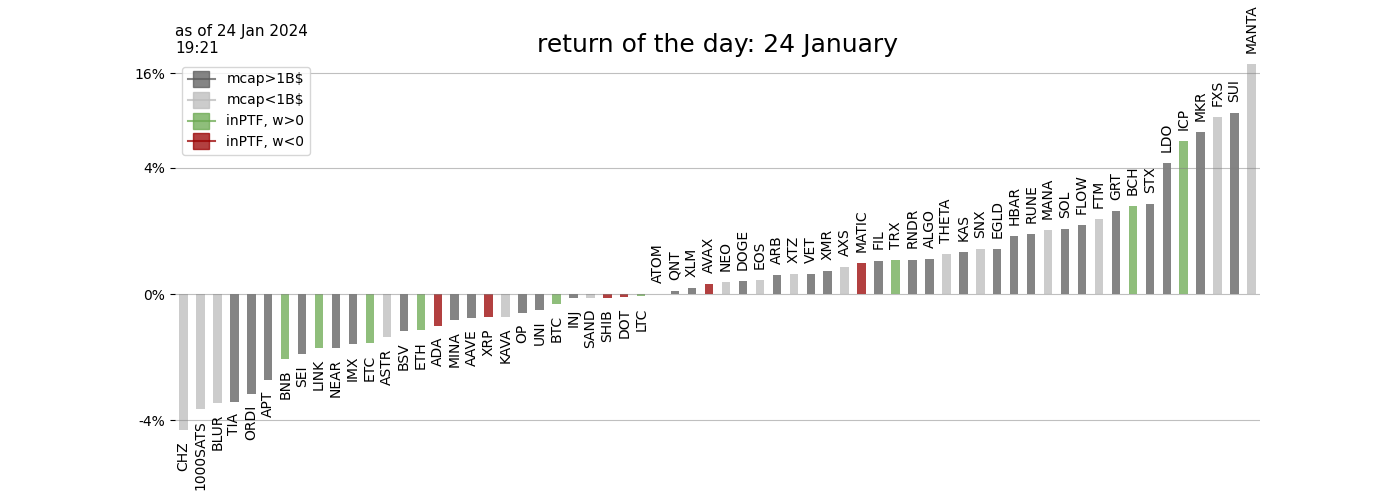 as of 24 Jan 2024
19:21
return of the day: 24 January
mcap>1B$
mcap<1B$
inPTF, w>0
inPTF, w<0
16%
4%
0%
-4%
CHZ
1000SATS
BLUR
TIA
ORDI
APT
BNB
SEI
LINK
NEAR
IMX
ETC
ASTR
BSV
ETH
ADA
MINA
AAVE
XRP
KAVA
OP
UNI
BTC
INJ
SAND
SHIB
DOT
LTC
ATOM
QNT
XLM
AVAX
NEO
DOGE
EOS
ARB
XTZ
VET
XMR
AXS
MATIC
FIL
TRX
RNDR
ALGO
THETA
KAS
SNX
EGLD
HBAR
RUNE
MANA
SOL
FLOW
FTM
GRT
BCH
STX
LDO
ICP
MKR
FXS
SUI
MANTA